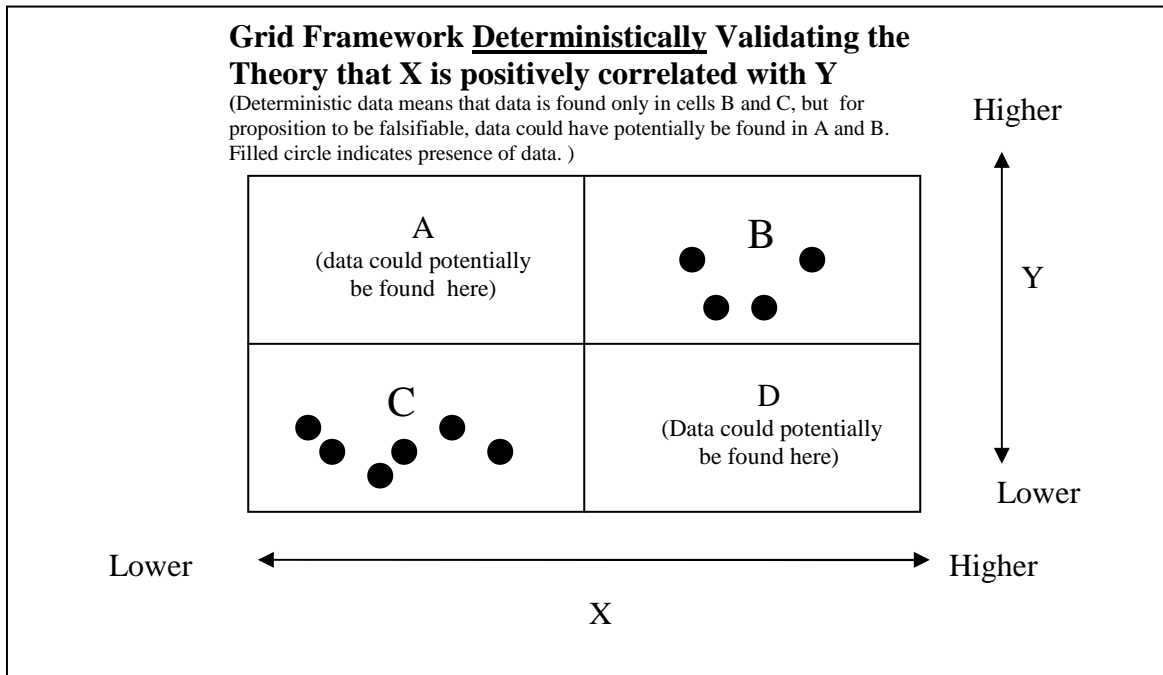 Grid Framework Deterministically Validating the
Theory that X is positively correlated with Y
(Deterministic data means that data is found only in cells B and C, but for
proposition to be falsifiable, data could have potentially be found in A and B.
Filled circle indicates presence of data. )
Higher
A
(data could potentially
be found here)
B
Y
C
D
(Data could potentially
be found here)
Lower
Lower
Higher
X